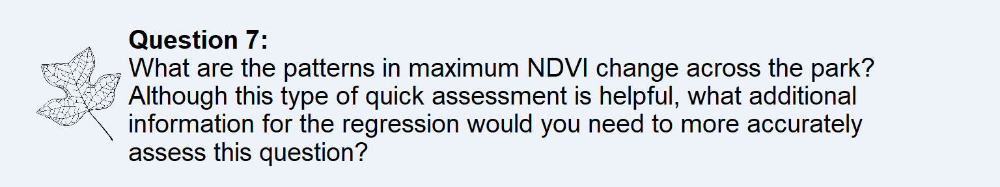 Question 7:
What are the patterns in maximum NDVI change across the park?
Although this type of quick assessment is helpful, what additional
information for the regression would you need to more accurately
assess this question?